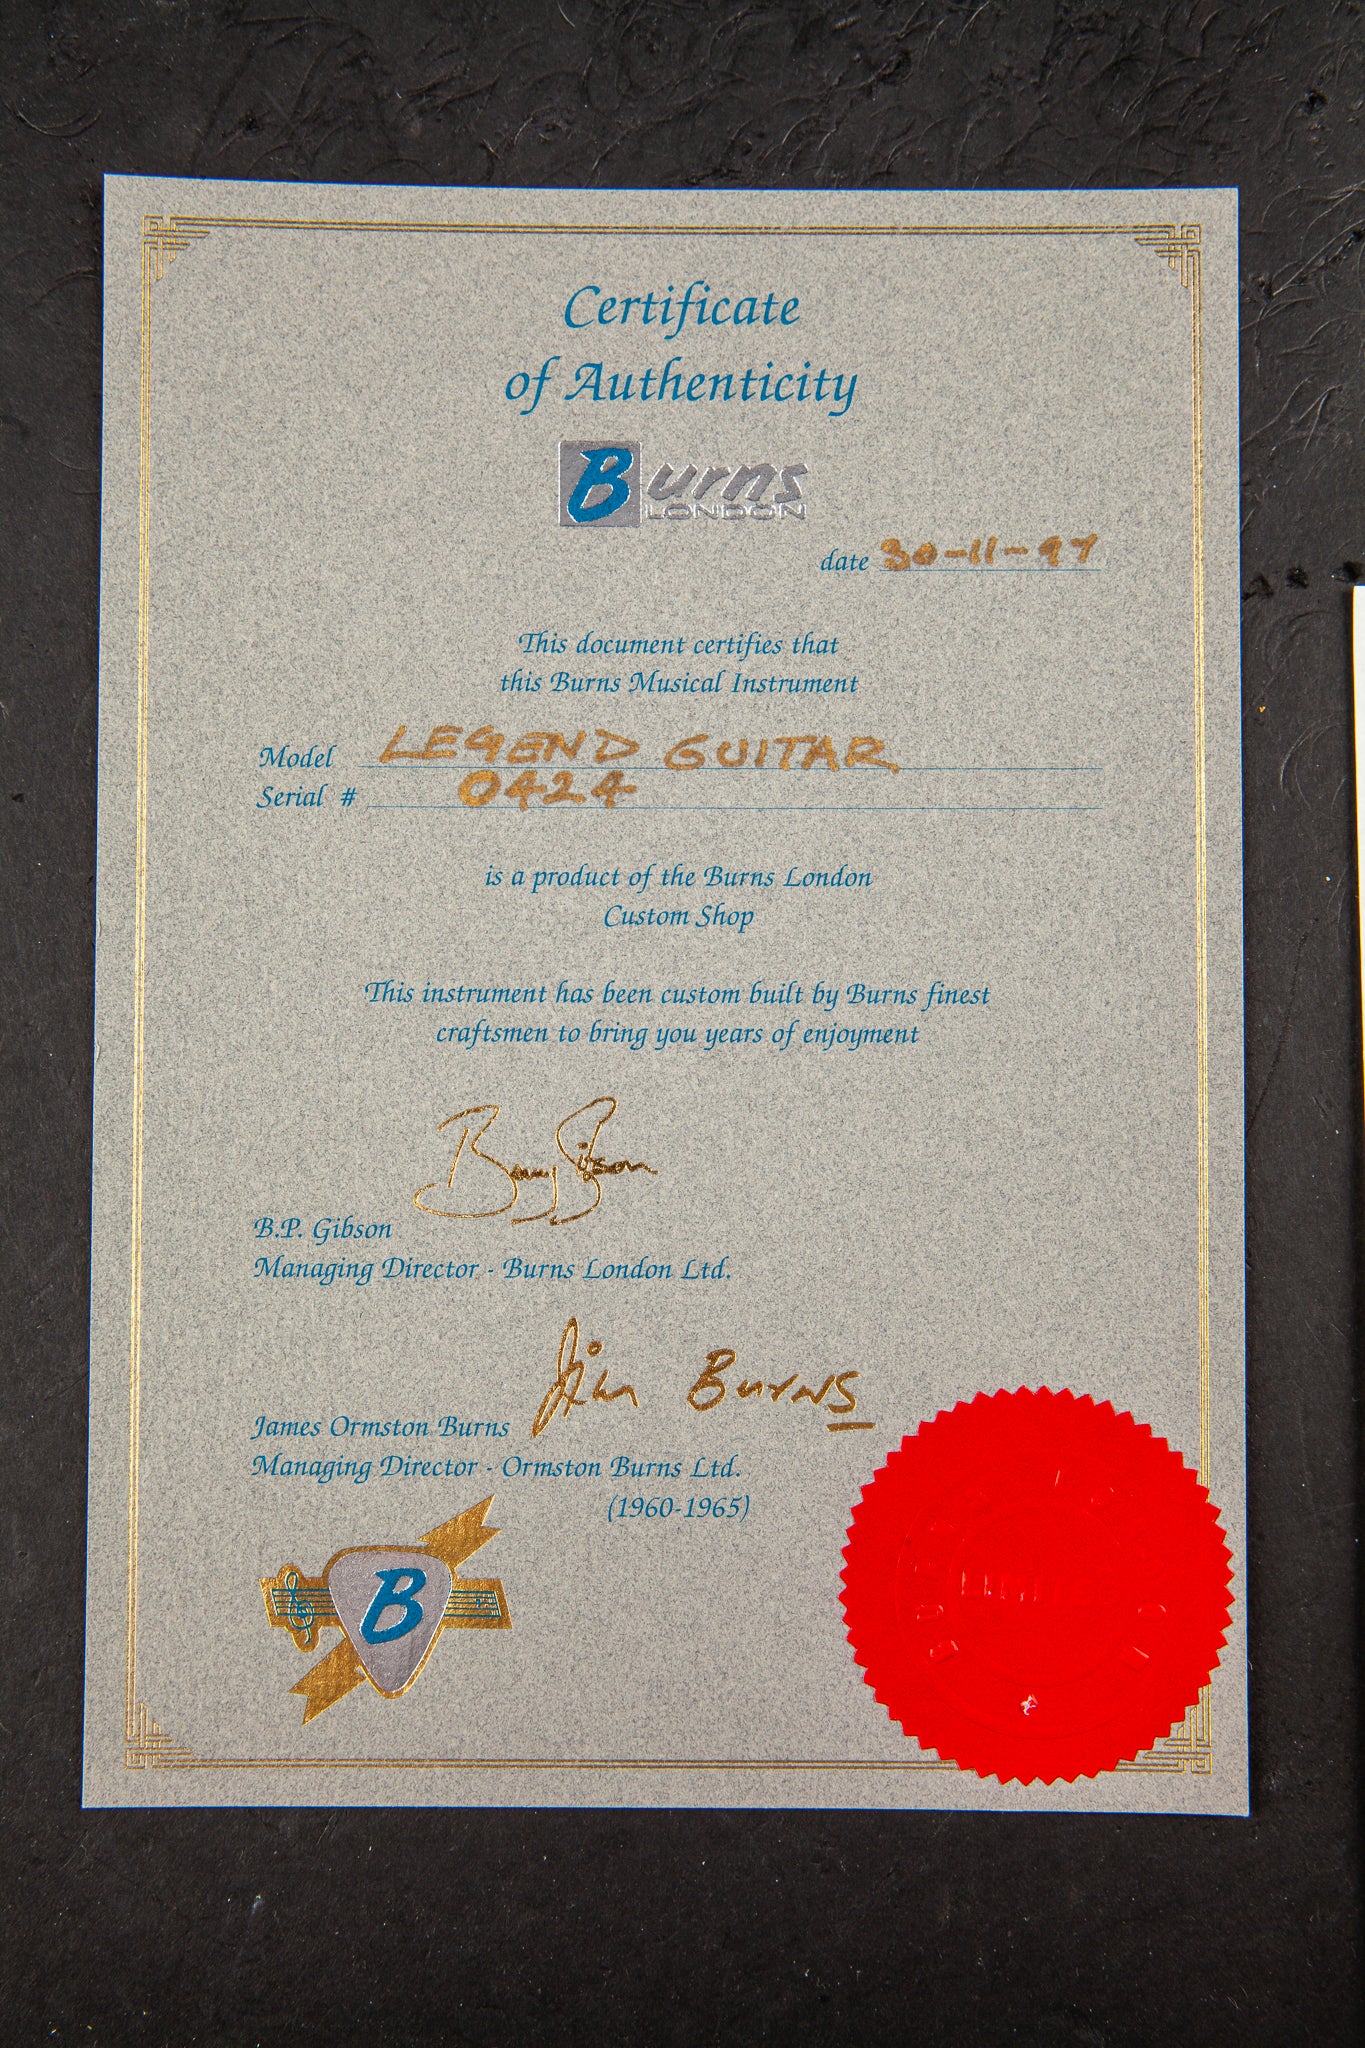 Certificate
of Authenticity
Burns
LONDON
date 30-11-97
This document certifies that
this Burns Musical Instrument
Model LEGEND GUITAR
Serial # 0424
is a product of the Burns London
Custom Shop
This instrument has been custom built by Burns finest
craftsmen to bring you years of enjoyment
Barry Gibson
B.P. Gibson
Managing Director - Burns London Ltd.
Jim Burns
James Ormston Burns
Managing Director - Ormston Burns Ltd.
(1960-1965)
B